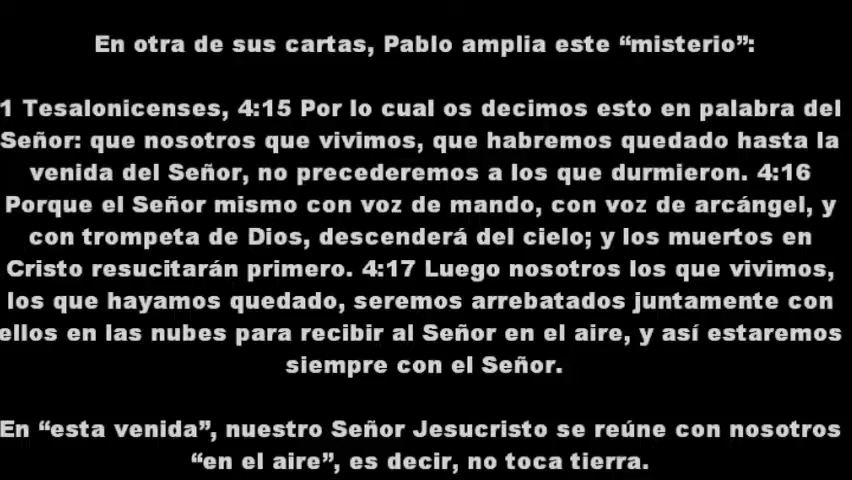 En otra de sus cartas, Pablo amplia este “misterio”:
1 Tesalonicenses, 4:15 Por lo cual os decimos esto en palabra del
Señor: que nosotros que vivimos, que habremos quedado hasta la
venida del Señor, no precederemos a los que durmieron. 4:16
Porque el Señor mismo con voz de mando, con voz de arcángel, y
con trompeta de Dios, descenderá del cielo; y los muertos en
Cristo resucitarán primero. 4:17 Luego nosotros los que vivimos,
los que hayamos quedado, seremos arrebatados juntamente con
ellos en las nubes para recibir al Señor en el aire, y así estaremos
siempre con el Señor.
En “esta venida”, nuestro Señor Jesucristo se reúne con nosotros
“en el aire”, es decir, no toca tierra.